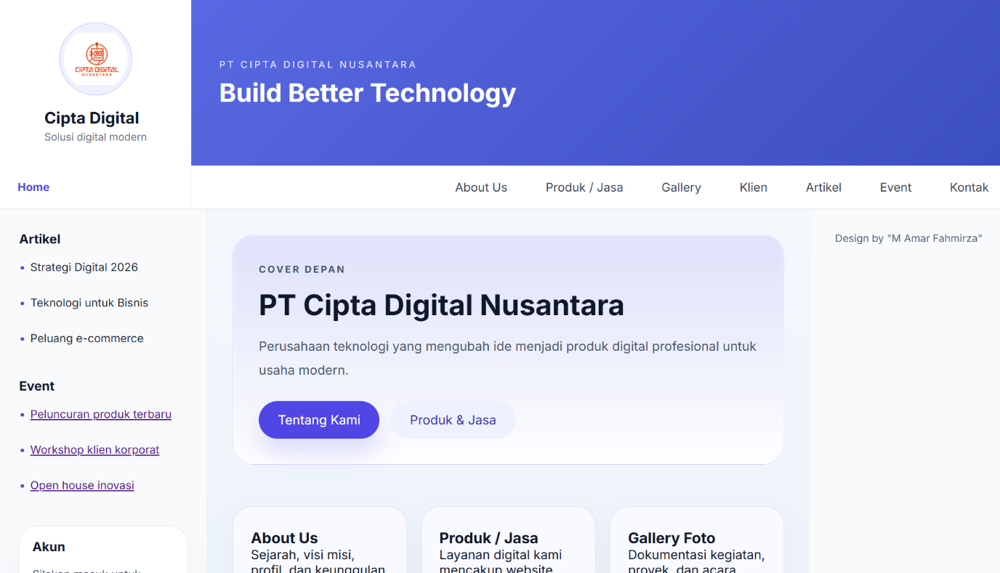 CIPTA DIGITAL
NUSANTARA
Cipta Digital
Solusi digital modern
PT CIPTA DIGITAL NUSANTARA
Build Better Technology
Home
About Us
Produk / Jasa
Gallery
Klien
Artikel
Event
Kontak
Artikel
• Strategi Digital 2026
• Teknologi untuk Bisnis
• Peluang e-commerce
Event
• Peluncuran produk terbaru
• Workshop klien korporat
• Open house inovasi
Akun
Silakan masuk untuk
COVER DEPAN
PT Cipta Digital Nusantara
Perusahaan teknologi yang mengubah ide menjadi produk digital profesional untuk
usaha modern.
Tentang Kami
Produk & Jasa
About Us
Sejarah, visi misi,
profil, dan keunggulan
Produk / Jasa
Layanan digital kami
mencakup website
Gallery Foto
Dokumentasi kegiatan,
proyek, dan acara
Design by "M Amar Fahmirza"